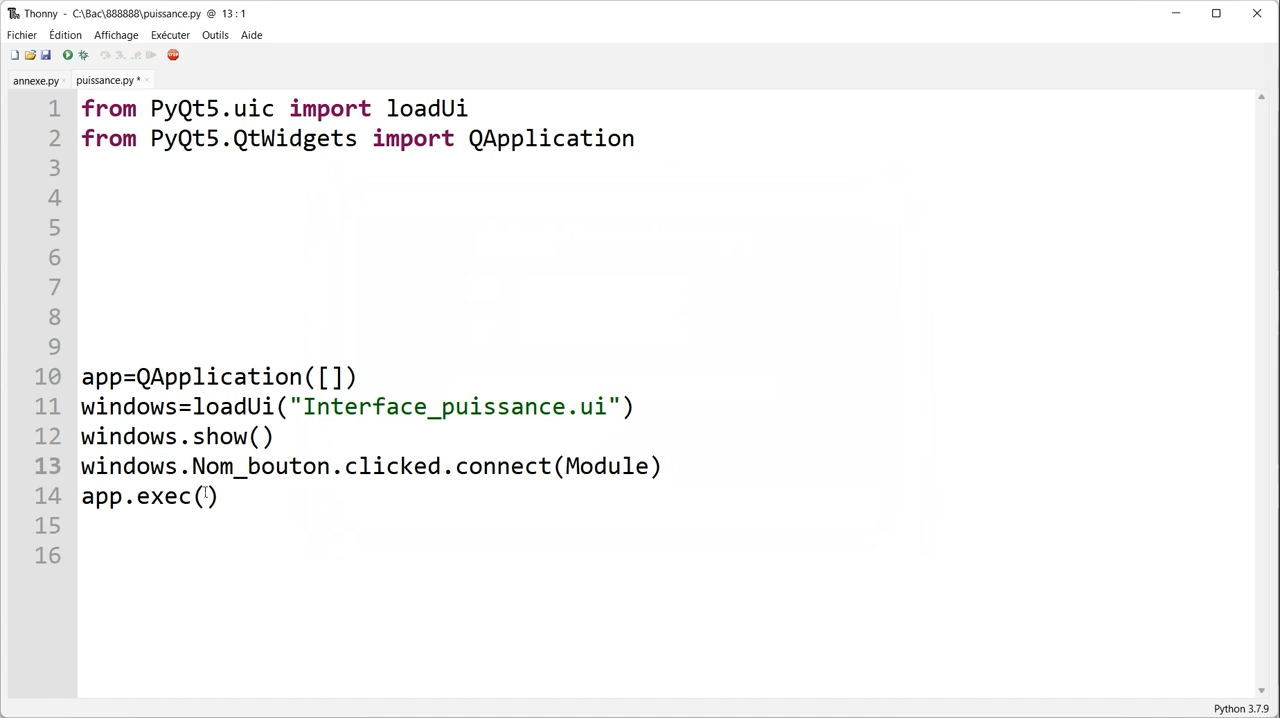 Thonny - C:\Bac\888888\puissance.py @ 13 : 1
Fichier Édition Affichage Exécuter Outils Aide
annexe.py × puissance.py * ×
1 from PyQt5.uic import loadUi
2 from PyQt5.QtWidgets import QApplication
3
4
5
6
7
8
9
10 app=QApplication([])
11 windows=loadUi("Interface_puissance.ui")
12 windows.show()
13 windows.Nom_bouton.clicked.connect(Module)
14 app.exec()
15
16
Python 3.7.9